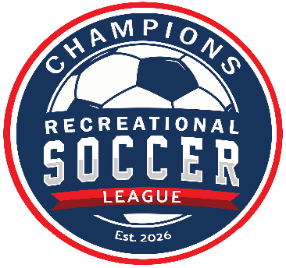 CHAMPIONS
RECREATIONAL
SOCCER
LEAGUE
Est. 2026